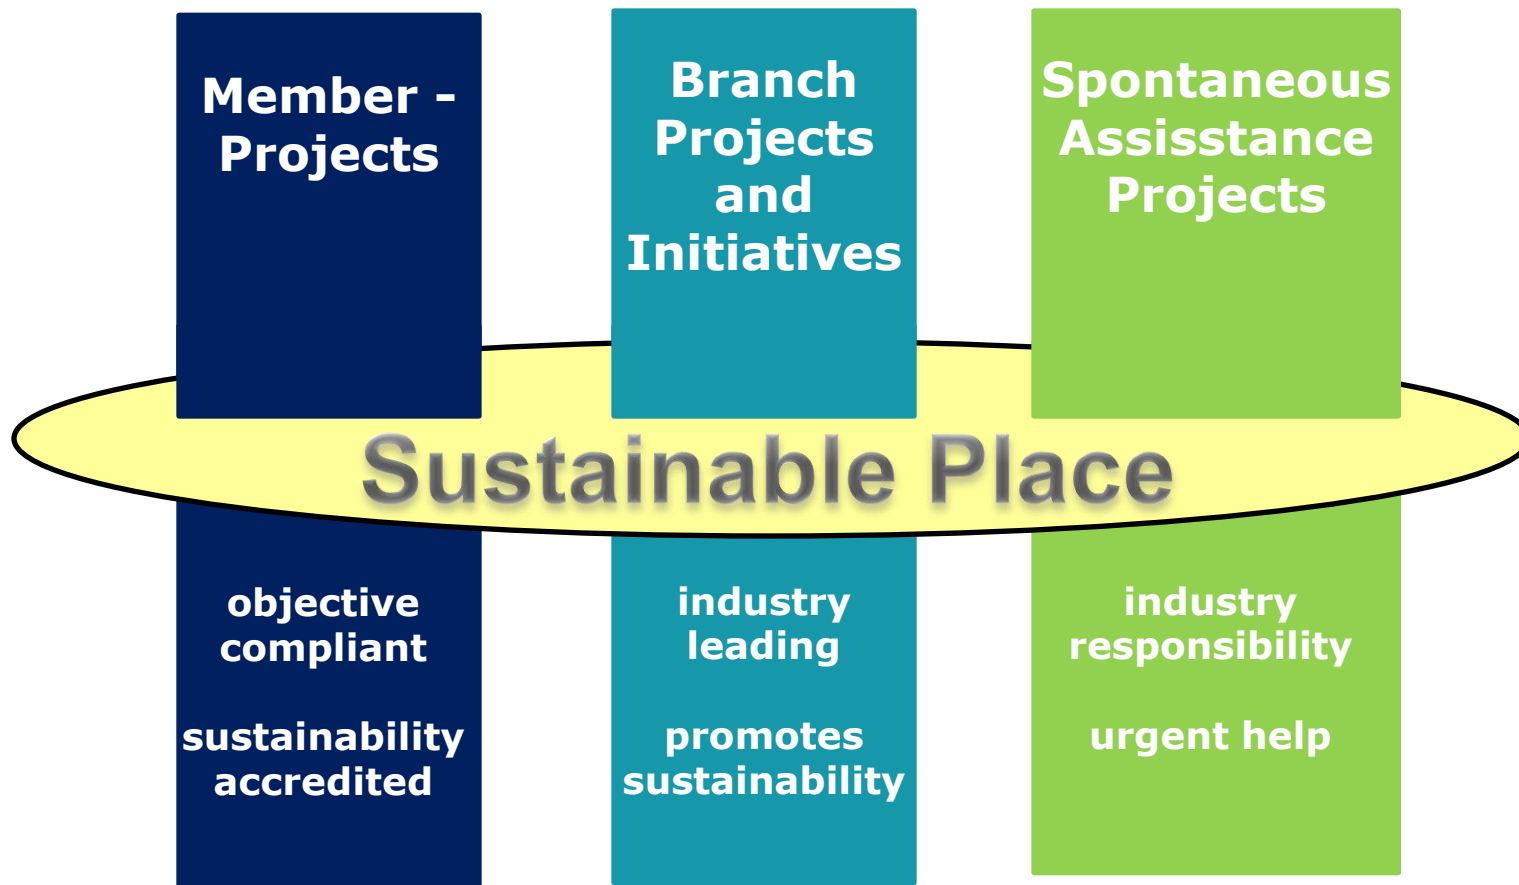 Member –
Projects
Branch
Projects
and
Initiatives
Spontaneous
Assisstance
Projects
Sustainable Place
objective
compliant
sustainability
accredited
industry
leading
promotes
sustainability
industry
responsibility
urgent help